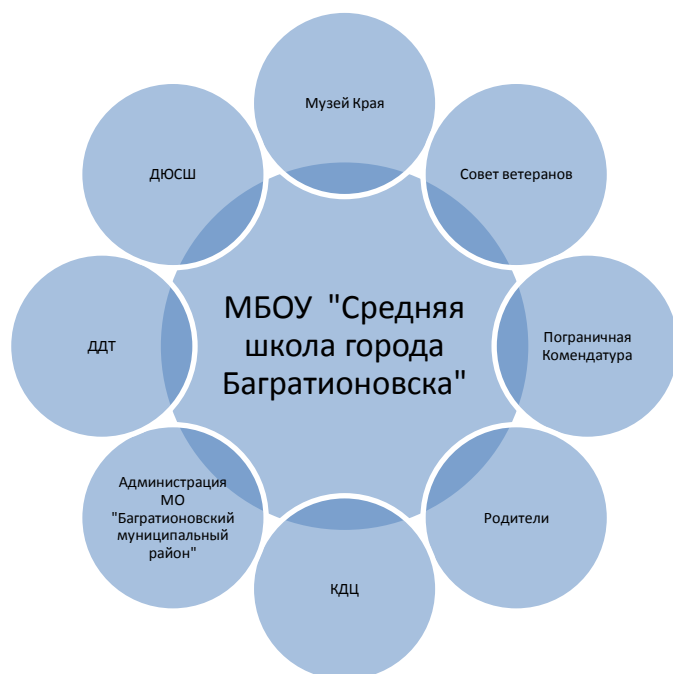 Музей Края
ДЮСШ
Совет ветеранов
МБОУ "Средняя
школа города
Багратионовска"
ДДТ
Пограничная
Комендатура
Администрация
МО
"Багратионовский
муниципальный
район"
Родители
КДЦ